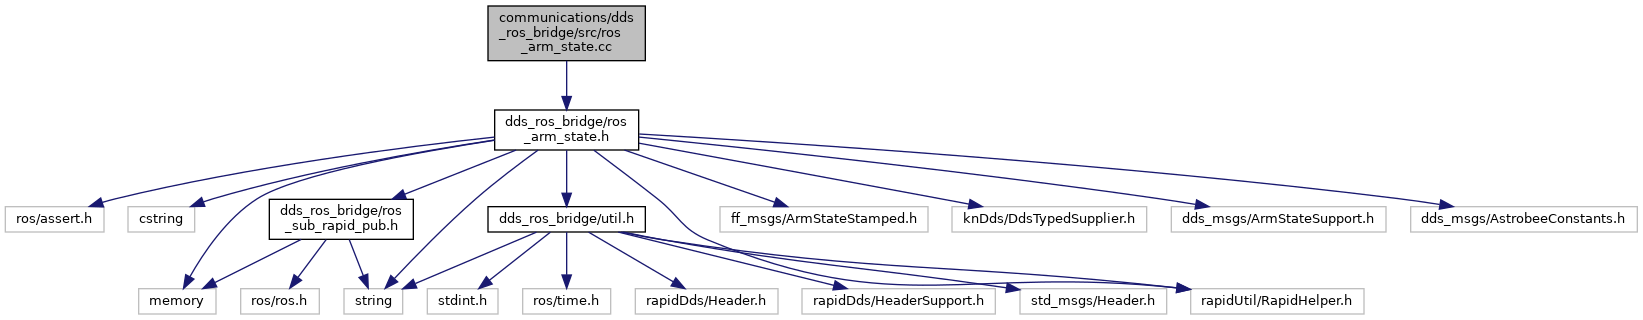 communications/dds
_ros_bridge/src/ros
_arm_state.cc
dds_ros_bridge/ros
_arm_state.h
ros/assert.h
cstring
dds_ros_bridge/ros
_sub_rapid_pub.h
dds_ros_bridge/util.h
ff_msgs/ArmStateStamped.h
knDds/DdsTypedSupplier.h
dds_msgs/ArmStateSupport.h
dds_msgs/AstrobeeConstants.h
memory
ros/ros.h
string
stdint.h
ros/time.h
rapidDds/Header.h
rapidDds/HeaderSupport.h
std_msgs/Header.h
rapidUtil/RapidHelper.h